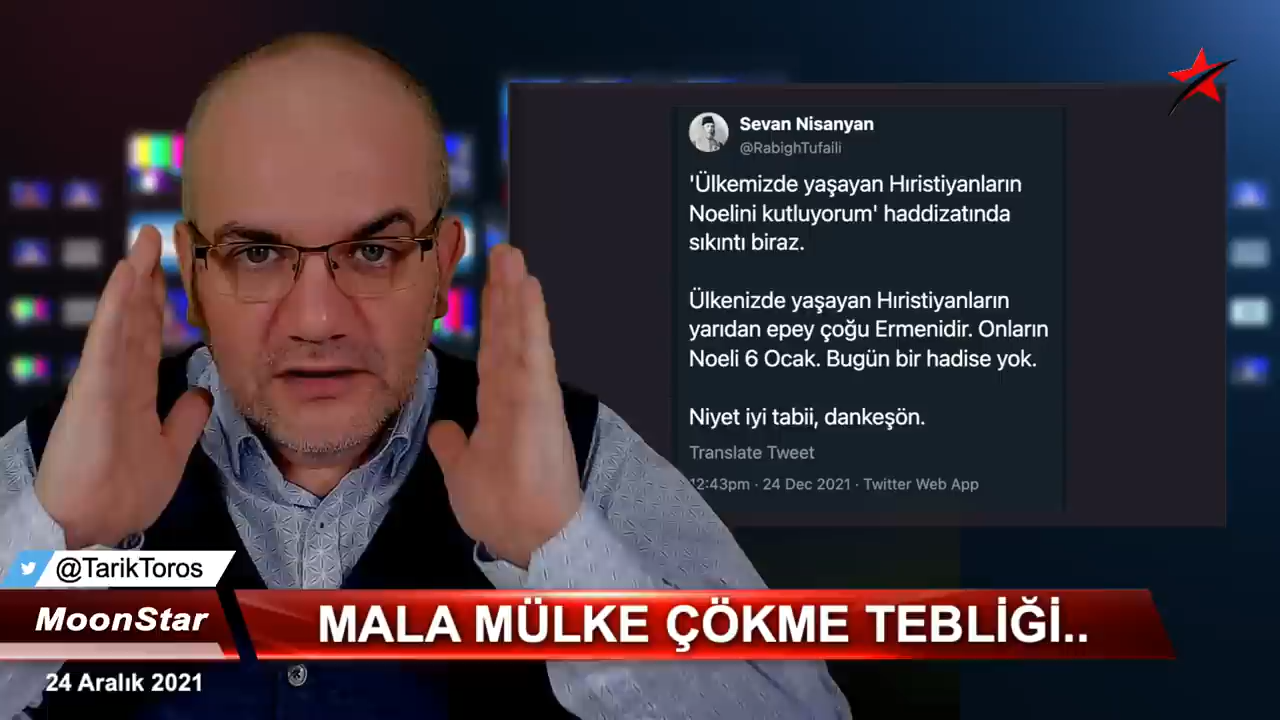 Sevan Nisanyan
@RabighTufaili
'Ülkemizde yaşayan Hıristiyanların
Noelini kutluyorum' haddizatında
sıkıntı biraz.
Ülkenizde yaşayan Hıristiyanların
yarıdan epey çoğu Ermenidir. Onların
Noeli 6 Ocak. Bugün bir hadise yok.
Niyet iyi tabii, dankeşön.
Translate Tweet
12:43pm · 24 Dec 2021 · Twitter Web App
@TarikToros
MoonStar
MALA MÜLKE ÇÖKME TEBLİĞİ..
24 Aralık 2021